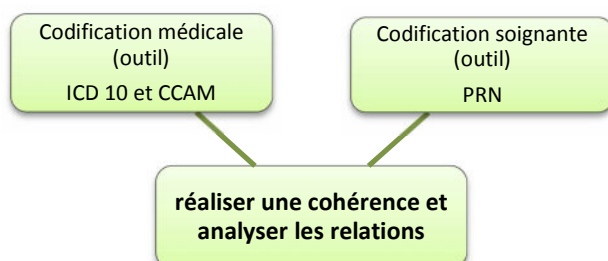 Codification médicale
(outil)
ICD 10 et CCAM
Codification soignante
(outil)
PRN
réaliser une cohérence et
analyser les relations